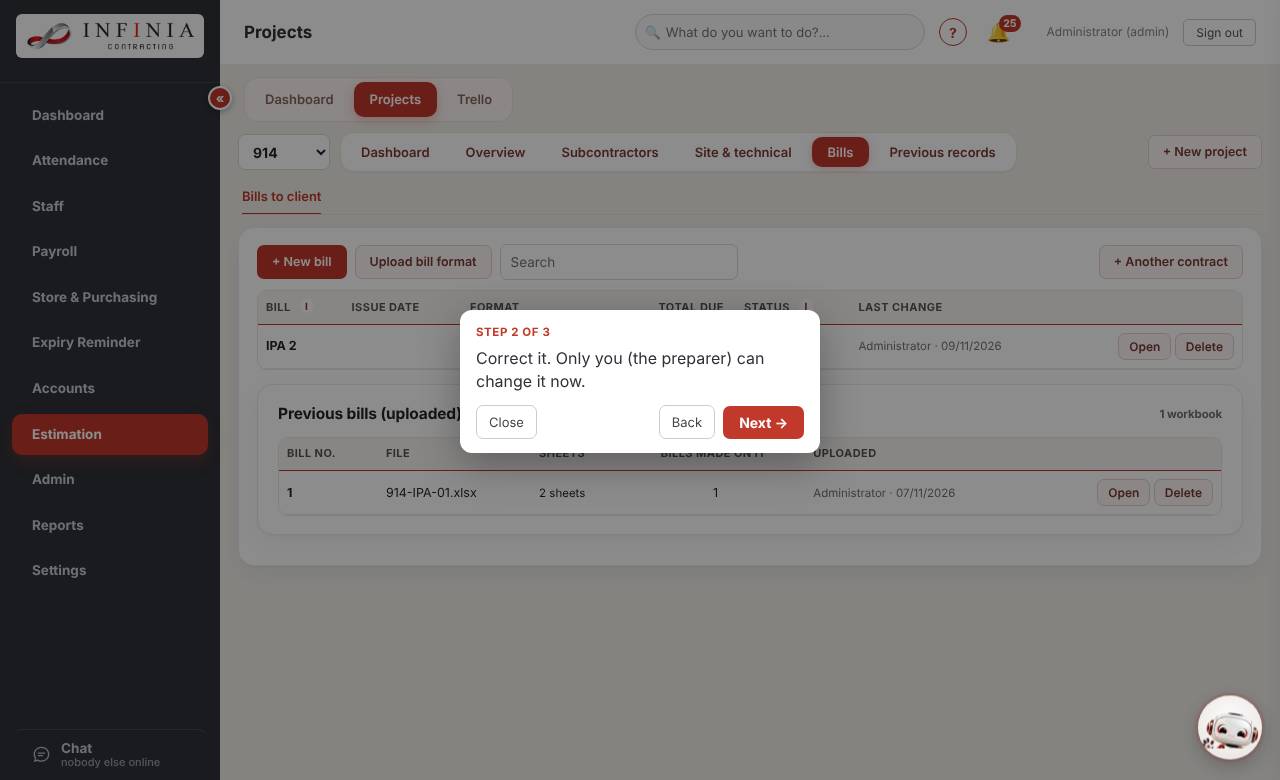 INFINIA
CONTRACTING
Projects
What do you want to do?...
?
25
Administrator (admin)
Sign out
«
Dashboard
Attendance
Staff
Payroll
Store & Purchasing
Expiry Reminder
Accounts
Estimation
Admin
Reports
Settings
Chat
nobody else online
Dashboard
Projects
Trello
914
Dashboard
Overview
Subcontractors
Site & technical
Bills
Previous records
+ New project
Bills to client
+ New bill
Upload bill format
Search
+ Another contract
BILL
ISSUE DATE
FORMAT
TOTAL DUE
STATUS
LAST CHANGE
IPA 2
Administrator · 09/11/2026
Open
Delete
STEP 2 OF 3
Correct it. Only you (the preparer) can
change it now.
Close
Back
Next →
Previous bills (uploaded)
1 workbook
BILL NO.
FILE
SHEETS
BILLS MADE ON IT
UPLOADED
1
914-IPA-01.xlsx
2 sheets
1
Administrator · 07/11/2026
Open
Delete